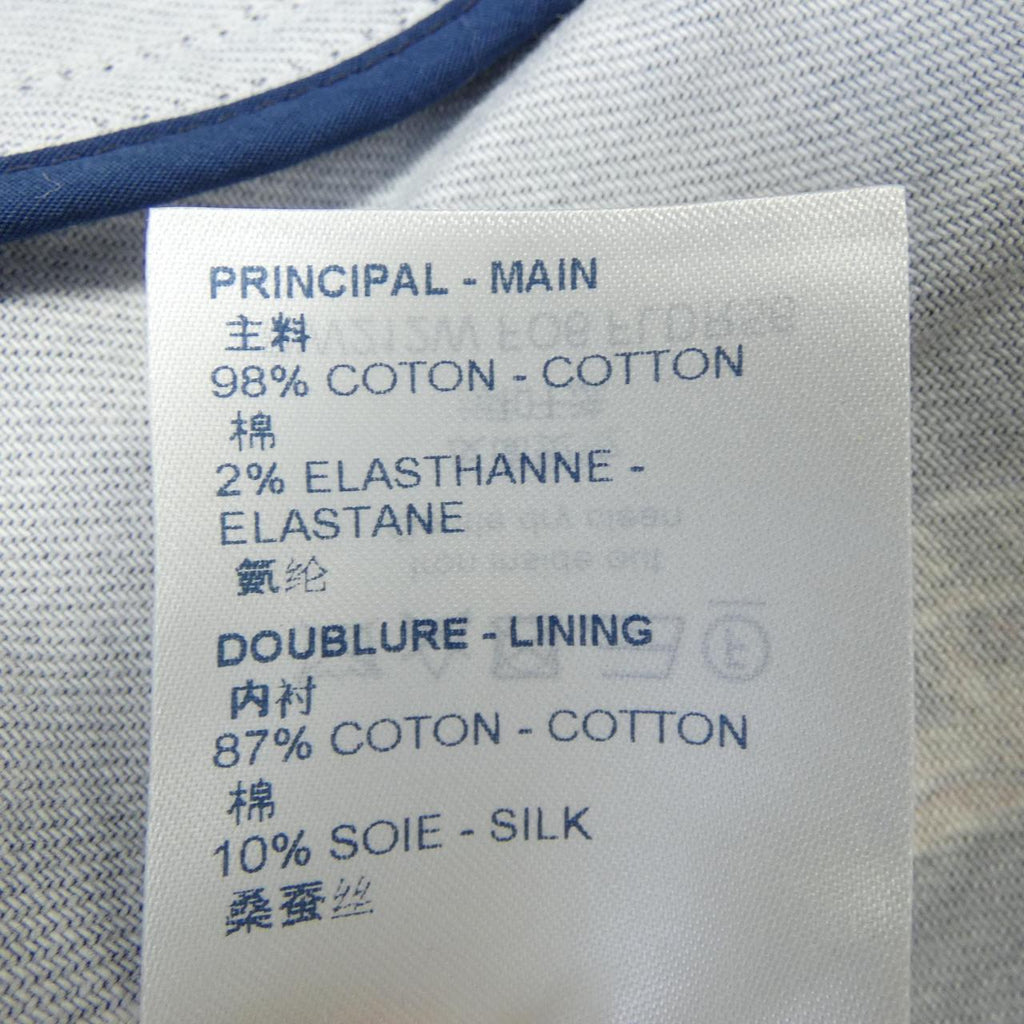 PRINCIPAL - MAIN
主料
98% COTON - COTTON
棉
2% ELASTHANNE -
ELASTANE
氨纶
DOUBLURE - LINING
内衬
87% COTON - COTTON
棉
10% SOIE - SILK
桑蚕丝